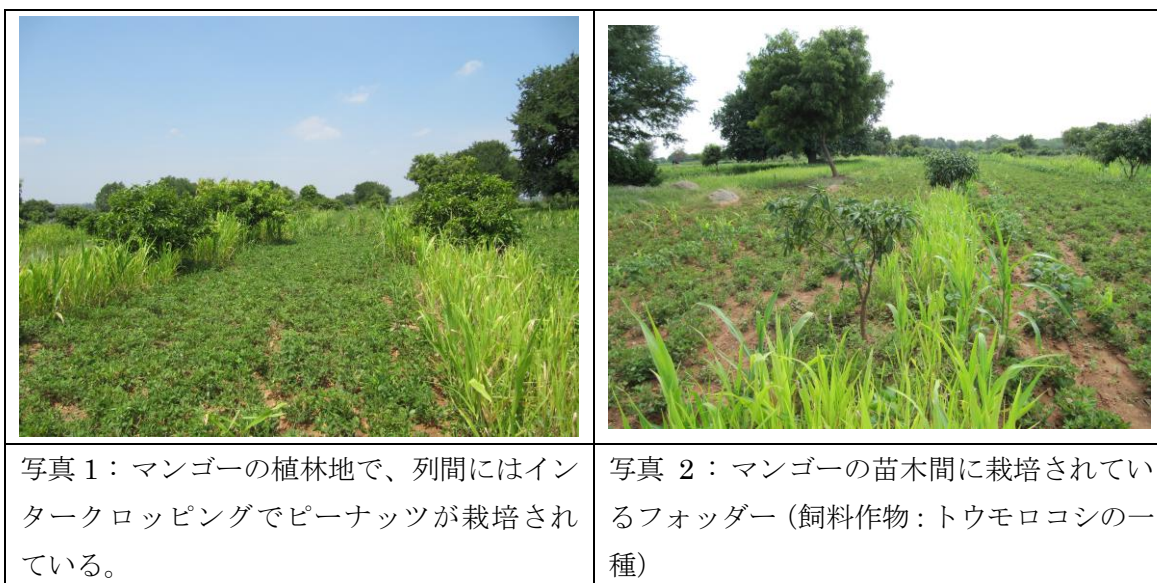 写真 1：マンゴーの植林地で、列間にはイン
タークロッピングでピーナッツが栽培され
ている。
写真 2：マンゴーの苗木間に栽培されてい
るフォッダー（飼料作物：トウモロコシの一
種）